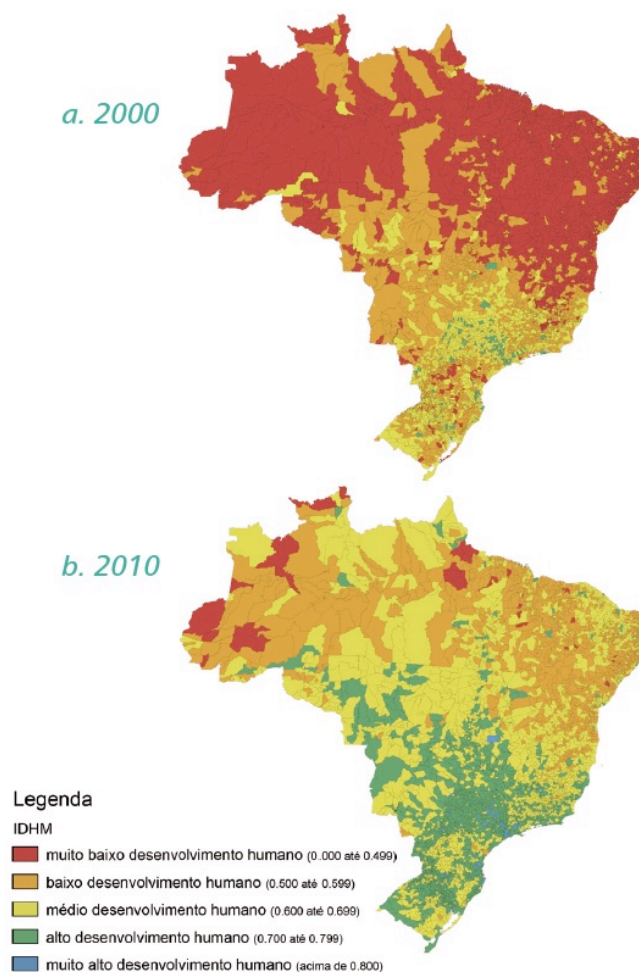 a. 2000
b. 2010
Legenda
IDHM
muito baixo desenvolvimento humano (0..000 até 0.499)
baixo desenvolvimento humano (0.500 até 0.599)
médio desenvolvimento humano (0.600 até 0.699)
alto desenvolvimento humano (0.700 até 0.799)
muito alto desenvolvimento humano (acima de 0.800)